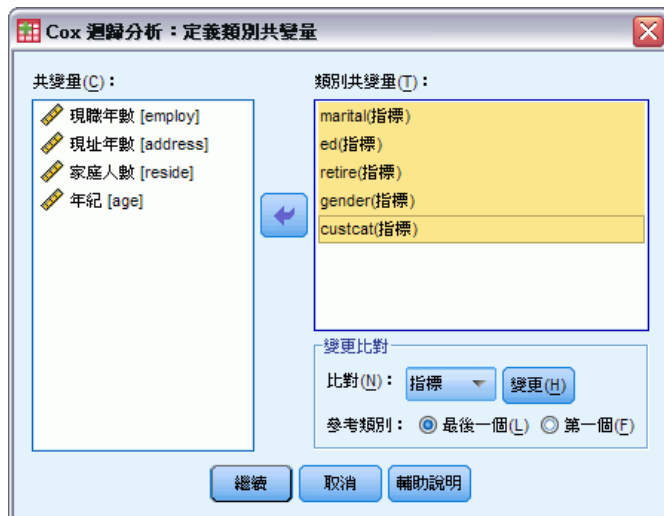 Cox 迴歸分析：定義類別共變量
共變量(C)：
現職年數 [employ]
現址年數 [address]
家庭人數 [reside]
年紀 [age]
類別共變量(T)：
marital(指標)
ed(指標)
retire(指標)
gender(指標)
custcat(指標)
變更比對
比對(N)： 指標 變更(H)
參考類別： 最後一個(L) 第一個(F)
繼續 取消 輔助說明